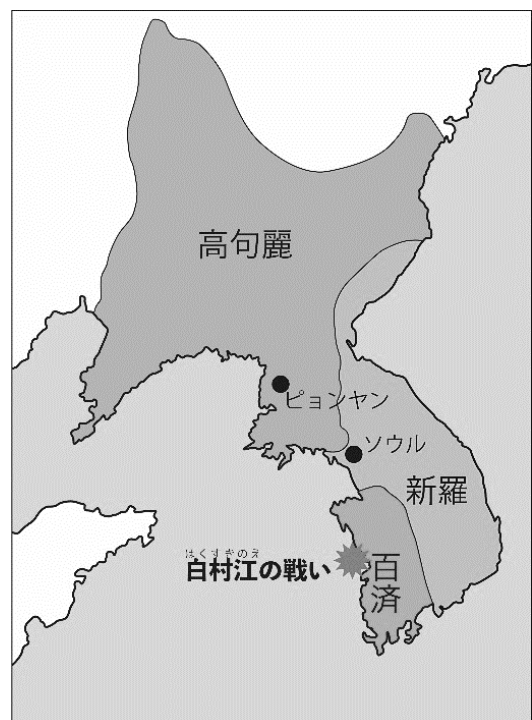 高句麗
ピョンヤン
ソウル
新羅
はくすきのえ
白村江の戦い
百済